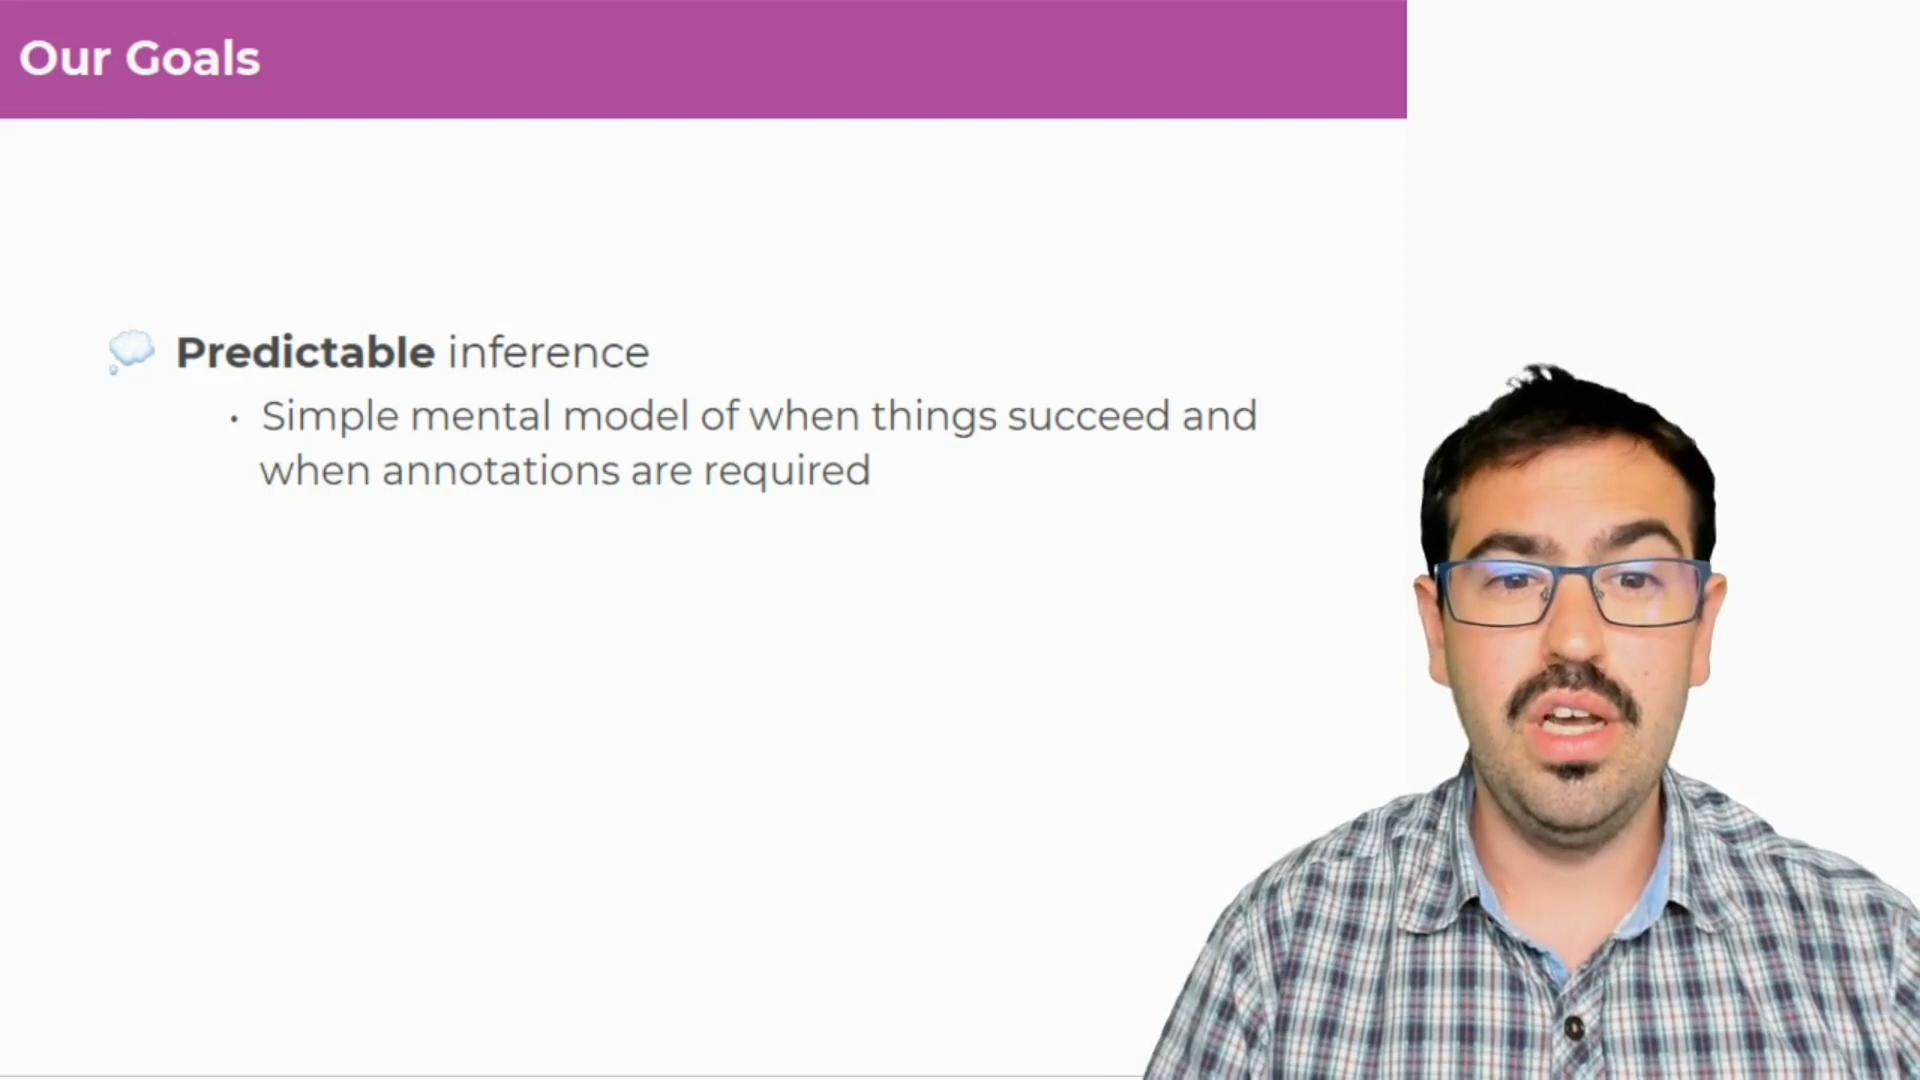 Our Goals
Predictable inference
• Simple mental model of when things succeed and
when annotations are required